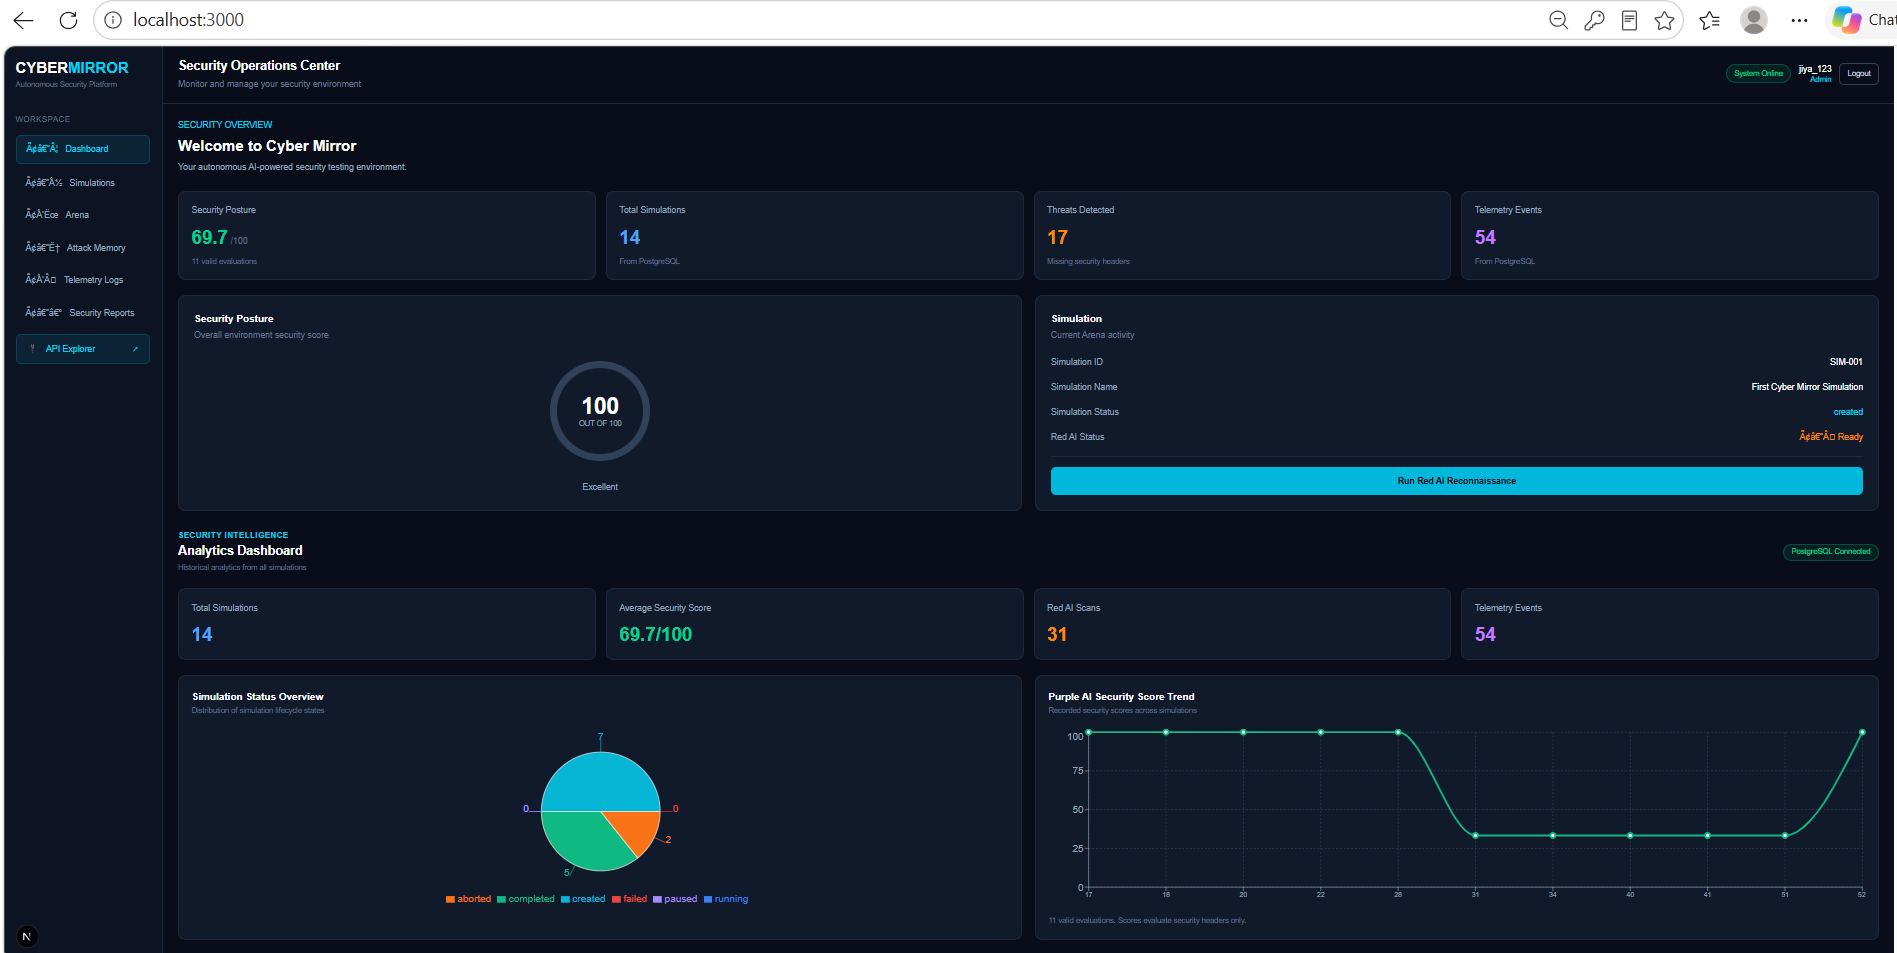 localhost:3000
Chat
CYBERMIRROR
Autonomous Security Platform
WORKSPACE
Dashboard
Simulations
Arena
Attack Memory
Telemetry Logs
Security Reports
API Explorer ↗
Security Operations Center
Monitor and manage your security environment
System Online
jiya_123
Admin
Logout
SECURITY OVERVIEW
Welcome to Cyber Mirror
Your autonomous AI-powered security testing environment.
Security Posture
69.7 /100
11 valid evaluations
Total Simulations
14
From PostgreSQL
Threats Detected
17
Missing security headers
Telemetry Events
54
From PostgreSQL
Security Posture
Overall environment security score
100
OUT OF 100
Excellent
Simulation
Current Arena activity
Simulation ID SIM-001
Simulation Name First Cyber Mirror Simulation
Simulation Status created
Red AI Status Ready
Run Red AI Reconnaissance
SECURITY INTELLIGENCE
Analytics Dashboard
Historical analytics from all simulations
PostgreSQL Connected
Total Simulations
14
Average Security Score
69.7/100
Red AI Scans
31
Telemetry Events
54
Simulation Status Overview
Distribution of simulation lifecycle states
7
0
0
2
5
aborted completed created failed paused running
Purple AI Security Score Trend
Recorded security scores across simulations
100
75
50
25
0
17 18 20 22 28 31 34 40 41 51 52
11 valid evaluations. Scores evaluate security headers only.
N